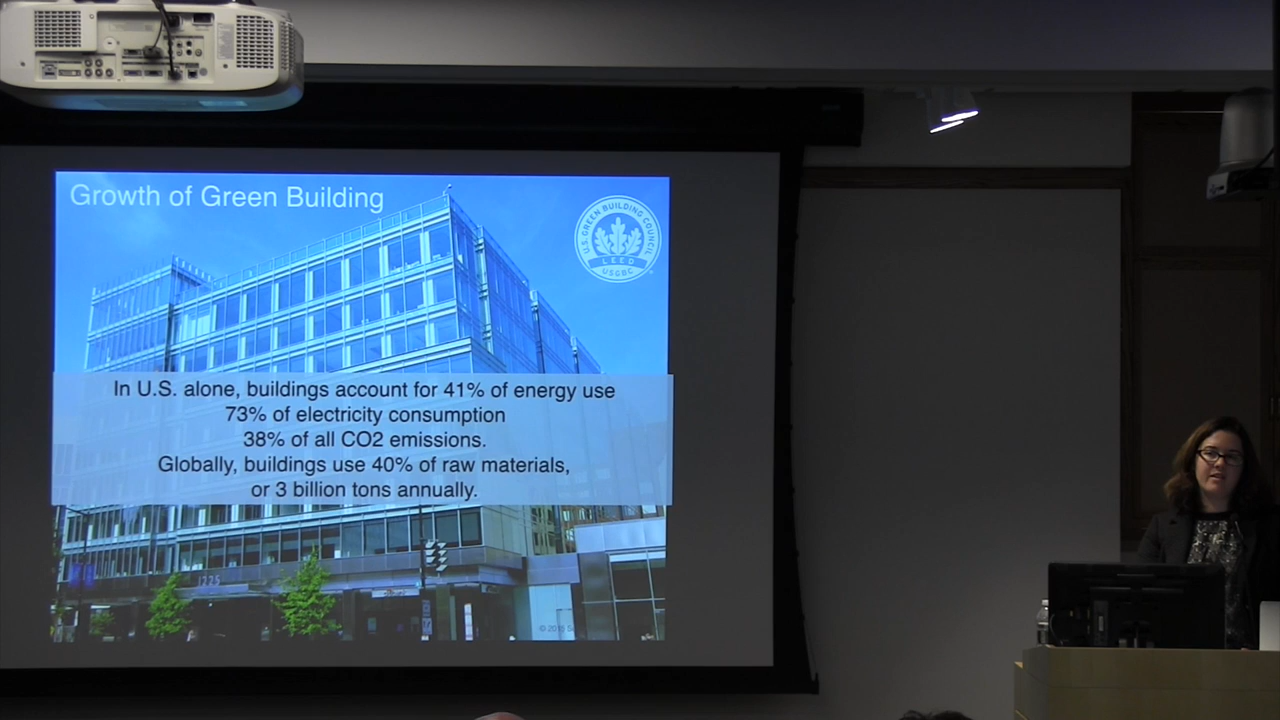 Growth of Green Building
U.S. GREEN BUILDING COUNCIL
LEED
USGBC
In U.S. alone, buildings account for 41% of energy use
73% of electricity consumption
38% of all CO2 emissions.
Globally, buildings use 40% of raw materials,
or 3 billion tons annually.
1225